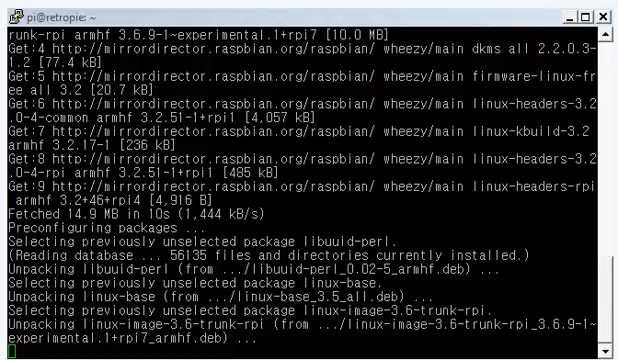 pi@retropie: ~
runk-rpi armhf 3.6.9-1~experimental.1+rpi7 [10.0 MB]
Get:4 http://mirrordirector.raspbian.org/raspbian/ wheezy/main dkms all 2.2.0.3-
1.2 [77.4 kB]
Get:5 http://mirrordirector.raspbian.org/raspbian/ wheezy/main firmware-linux-fr
ee all 3.2 [20.7 kB]
Get:6 http://mirrordirector.raspbian.org/raspbian/ wheezy/main linux-headers-3.2
.0-4-common armhf 3.2.51-1+rpi1 [4,057 kB]
Get:7 http://mirrordirector.raspbian.org/raspbian/ wheezy/main linux-kbuild-3.2
armhf 3.2.17-1 [236 kB]
Get:8 http://mirrordirector.raspbian.org/raspbian/ wheezy/main linux-headers-3.2
.0-4-rpi armhf 3.2.51-1+rpi1 [485 kB]
Get:9 http://mirrordirector.raspbian.org/raspbian/ wheezy/main linux-headers-rpi
armhf 3.2+46+rpi4 [4,916 B]
Fetched 14.9 MB in 10s (1,444 kB/s)
Preconfiguring packages ...
Selecting previously unselected package libuuid-perl.
(Reading database ... 56135 files and directories currently installed.)
Unpacking libuuid-perl (from .../libuuid-perl_0.02-5_armhf.deb) ...
Selecting previously unselected package linux-base.
Unpacking linux-base (from .../linux-base_3.5_all.deb) ...
Selecting previously unselected package linux-image-3.6-trunk-rpi.
Unpacking linux-image-3.6-trunk-rpi (from .../linux-image-3.6-trunk-rpi_3.6.9-1~
experimental.1+rpi7_armhf.deb) ...